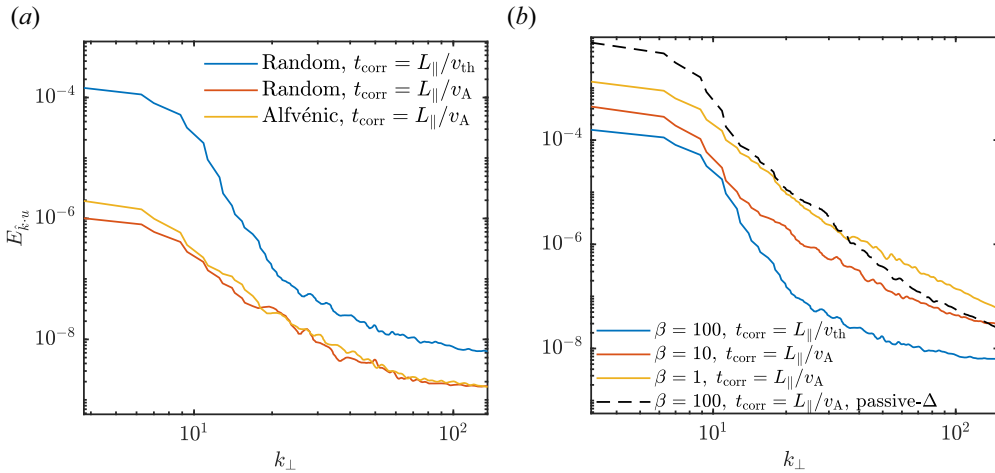 (a)
(b)
Random, t_corr = L_∥/v_th
Random, t_corr = L_∥/v_A
Alfvénic, t_corr = L_∥/v_A
10^−4
10^−6
10^−8
E_k̂·u
10^1
10^2
k_⊥
10^−4
10^−6
10^−8
β = 100, t_corr = L_∥/v_th
β = 10, t_corr = L_∥/v_A
β = 1, t_corr = L_∥/v_A
β = 100, t_corr = L_∥/v_A, passive-Δ
10^1
10^2
k_⊥